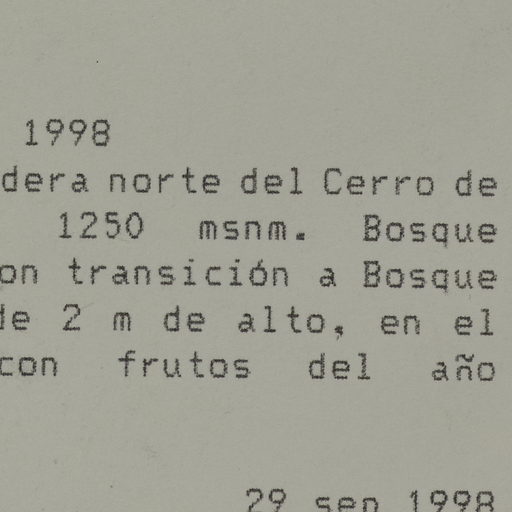 1998
dera norte del Cerro de
1250 msnm. Bosque
on transición a Bosque
de 2 m de alto, en el
con frutos del año
29 sep 1998